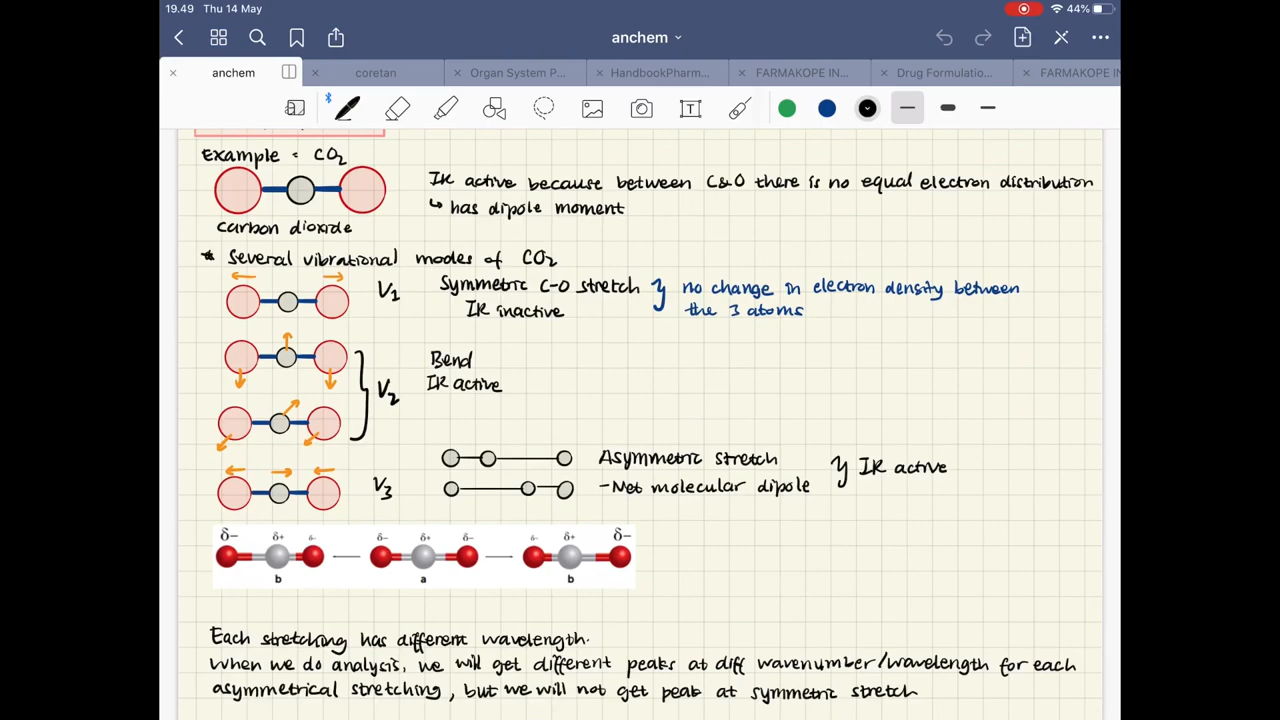 19.49 Thu 14 May
44%
anchem
anchem
coretan
Organ System P...
HandbookPharm...
FARMAKOPE IN...
Drug Formulatio...
FARMAKOPE IN
T
Example = CO2
IR active because between C&O there is no equal electron distribution
↳ has dipole moment
carbon dioxide
* Several vibrational modes of CO2
V1 Symmetric C-O stretch } no change in electron density between
IR inactive the 3 atoms
V2 Bend
IR active
Asymmetric stretch } IR active
V3 - Net molecular dipole
δ- δ+ δ- δ- δ+ δ- δ- δ+ δ-
b a b
Each stretching has different wavelength.
When we do analysis, we will get different peaks at diff wavenumber/wavelength for each
asymmetrical stretching, but we will not get peak at symmetric stretch